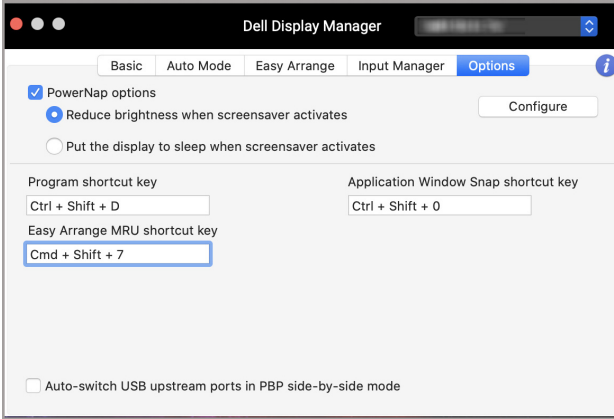 Dell Display Manager
Basic Auto Mode Easy Arrange Input Manager Options i
PowerNap options
Configure
Reduce brightness when screensaver activates
Put the display to sleep when screensaver activates
Program shortcut key Application Window Snap shortcut key
Ctrl + Shift + D Ctrl + Shift + 0
Easy Arrange MRU shortcut key
Cmd + Shift + 7
Auto-switch USB upstream ports in PBP side-by-side mode